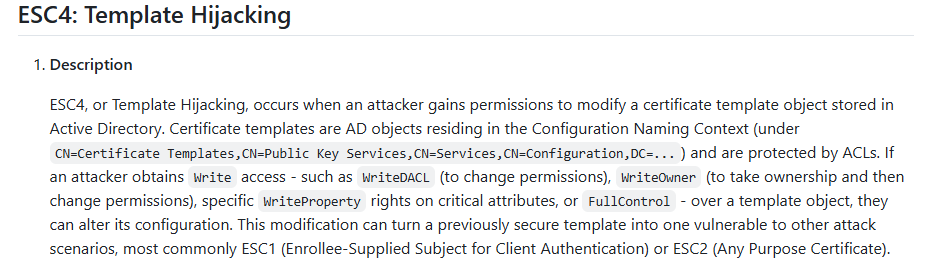 ESC4: Template Hijacking
1. Description
ESC4, or Template Hijacking, occurs when an attacker gains permissions to modify a certificate template object stored in
Active Directory. Certificate templates are AD objects residing in the Configuration Naming Context (under
CN=Certificate Templates,CN=Public Key Services,CN=Services,CN=Configuration,DC=... ) and are protected by ACLs. If
an attacker obtains Write access - such as WriteDACL (to change permissions), WriteOwner (to take ownership and then
change permissions), specific WriteProperty rights on critical attributes, or FullControl - over a template object, they
can alter its configuration. This modification can turn a previously secure template into one vulnerable to other attack
scenarios, most commonly ESC1 (Enrollee-Supplied Subject for Client Authentication) or ESC2 (Any Purpose Certificate).